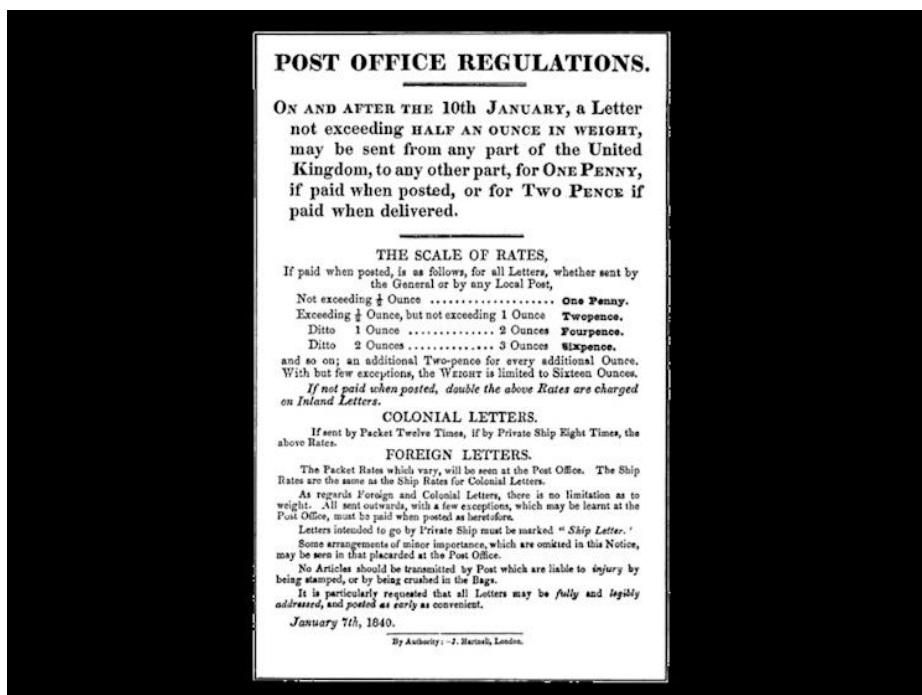 POST OFFICE REGULATIONS.
ON AND AFTER THE 10th JANUARY, a Letter
not exceeding HALF AN OUNCE IN WEIGHT,
may be sent from any part of the United
Kingdom, to any other part, for ONE PENNY,
if paid when posted, or for TWO PENCE if
paid when delivered.
THE SCALE OF RATES,
If paid when posted, is as follows, for all Letters, whether sent by
the General or by any Local Post,
Not exceeding ½ Ounce .................... One Penny.
Exceeding ½ Ounce, but not exceeding 1 Ounce Twopence.
Ditto 1 Ounce .............. 2 Ounces Fourpence.
Ditto 2 Ounces ............. 3 Ounces Sixpence.
and so on; an additional Two-pence for every additional Ounce.
With but few exceptions, the WEIGHT is limited to Sixteen Ounces.
If not paid when posted, double the above Rates are charged
on Inland Letters.
COLONIAL LETTERS.
If sent by Packet Twelve Times, if by Private Ship Eight Times, the
above Rates.
FOREIGN LETTERS.
The Packet Rates which vary, will be seen at the Post Office. The Ship
Rates are the same as the Ship Rates for Colonial Letters.
As regards Foreign and Colonial Letters, there is no limitation as to
weight. All sent outwards, with a few exceptions, which may be learnt at the
Post Office, must be paid when posted as heretofore.
Letters intended to go by Private Ship must be marked "Ship Letter.'
Some arrangements of minor importance, which are omitted in this Notice,
may be seen in that placarded at the Post Office.
No Articles should be transmitted by Post which are liable to injury by
being stamped, or by being crushed in the Bags.
It is particularly requested that all Letters may be fully and legibly
addressed, and posted as early as convenient.
January 7th, 1840.
By Authority: -J. Hartnell, London.